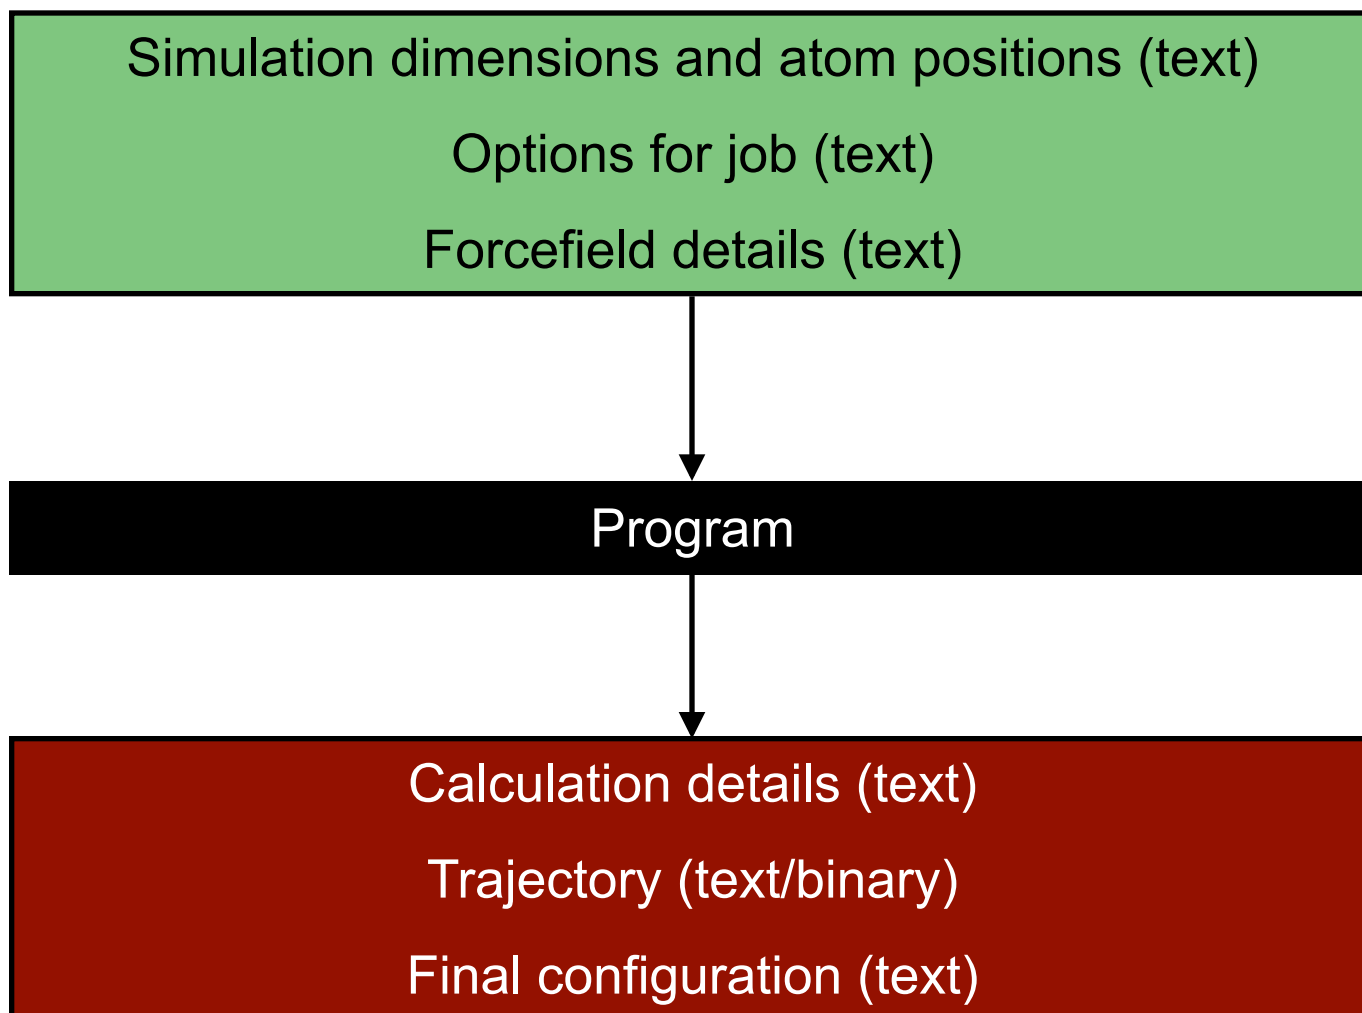 Simulation dimensions and atom positions (text)
Options for job (text)
Forcefield details (text)
Program
Calculation details (text)
Trajectory (text/binary)
Final configuration (text)